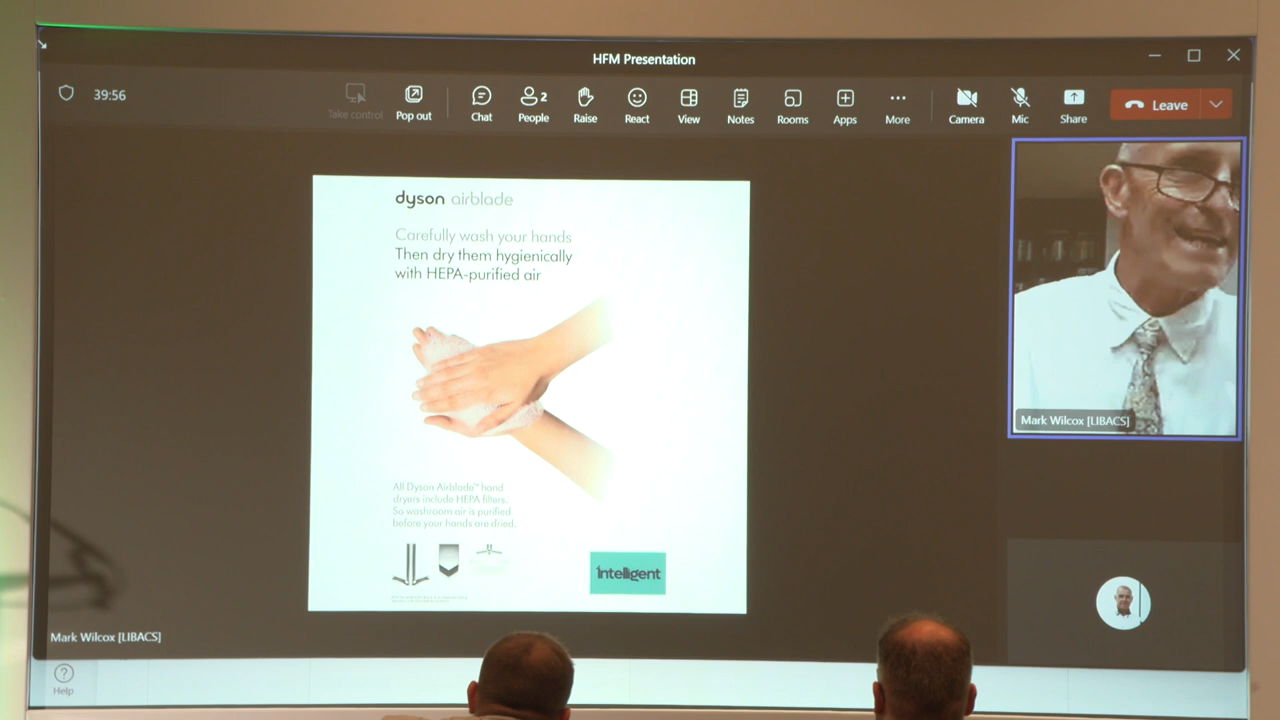 HFM Presentation
39:56
Take control
Pop out
Chat
2
People
Raise
React
View
Notes
Rooms
Apps
More
Camera
Mic
Share
Leave
dyson airblade
Carefully wash your hands
Then dry them hygienically
with HEPA-purified air
All Dyson Airblade™ hand
dryers include HEPA filters.
So washroom air is purified
before your hands are dried.
intelligent
Mark Wilcox [LIBACS]
Mark Wilcox [LIBACS]
Help